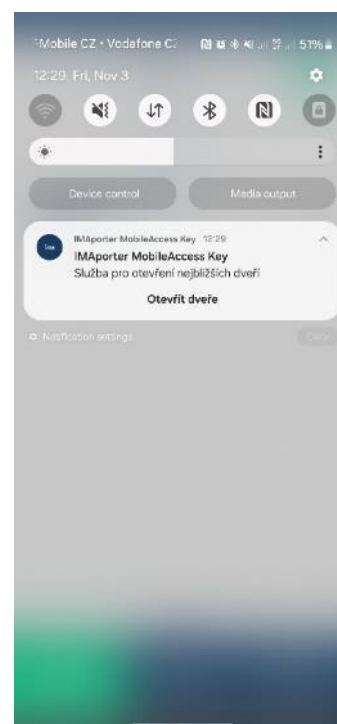 T-Mobile CZ • Vodafone CZ 51%
12:29 Fri, Nov 3
Device control Media output
IMAporter MobileAccess Key 12:29
IMAporter MobileAccess Key
Služba pro otevření nejbližších dveří
Otevřít dveře
Notification settings Clear